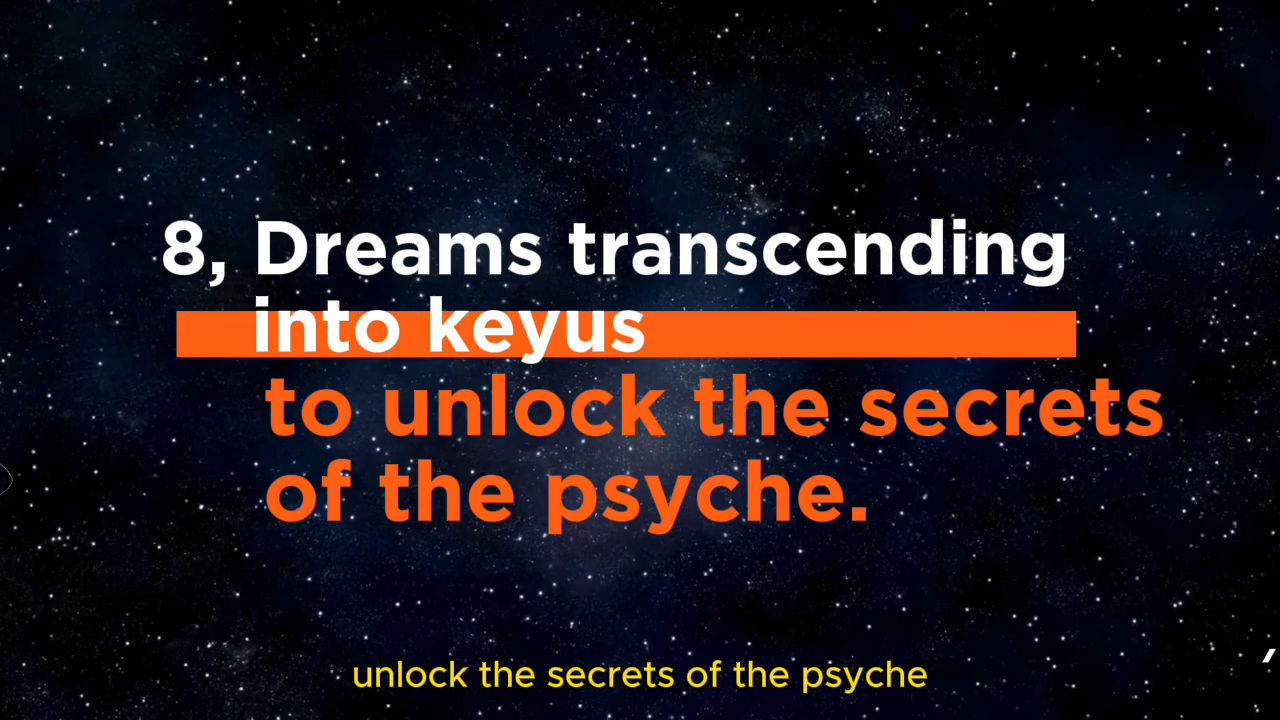 8, Dreams transcending
into keyus
to unlock the secrets
of the psyche.
unlock the secrets of the psyche